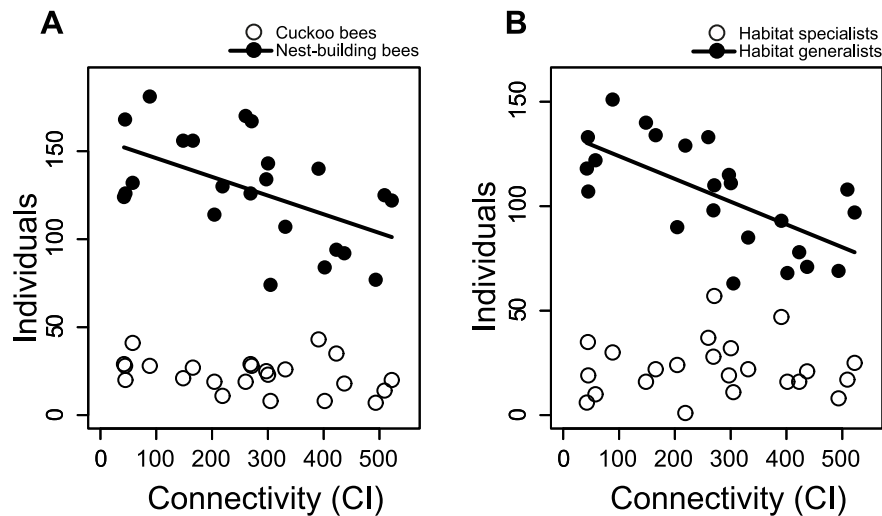 A
Cuckoo bees
Nest-building bees
Individuals
0
50
100
150
0 100 200 300 400 500
Connectivity (CI)
B
Habitat specialists
Habitat generalists
Individuals
0
50
100
150
0 100 200 300 400 500
Connectivity (CI)